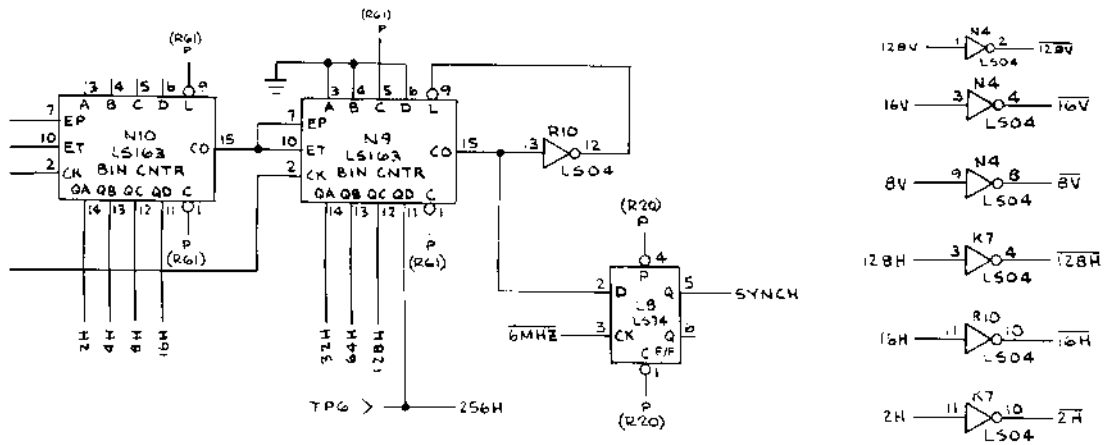 (R61)
P
3 4 5 6 9
A B C D L
7 EP
10 ET
2 CK
N10
LS163
BIN CNTR
CO 15
QA QB QC QD C
14 13 12 11 1
P
(R61)
2H
4H
8H
16H
(R61)
P
3 4 5 6 9
A B C D L
7 EP
10 ET
2 CK
N9
LS163
BIN CNTR
CO 15
QA QB QC QD C
14 13 12 11 1
P
(R61)
32H
64H
128H
TP6 256H
R10
13 12
LS04
(R20)
P
4
P
2 D Q 5 SYNCH
L8
LS74
6MHZ 3 CK Q 6
C F/F
1
P
(R20)
N4
128V 1 2 128V
LS04
N4
16V 3 4 16V
LS04
N4
8V 9 8 8V
LS04
K7
128H 3 4 128H
LS04
R10
16H 11 10 16H
LS04
K7
2H 11 10 2H
LS04